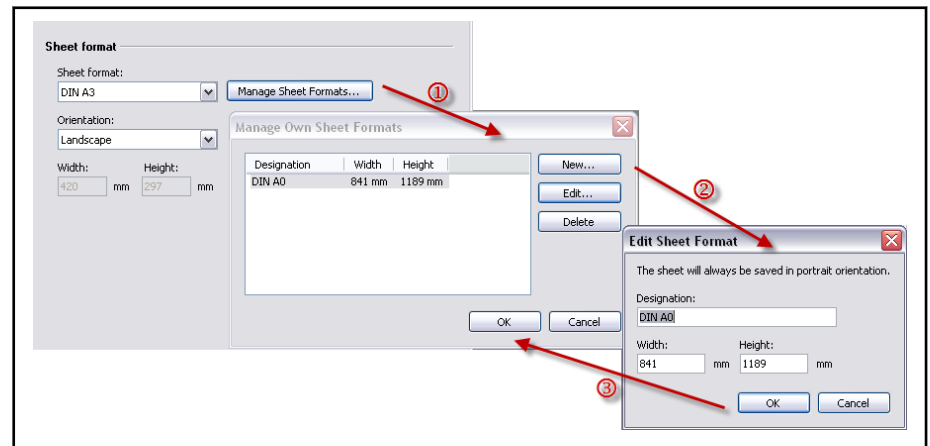 Sheet format
Sheet format:
DIN A3
Manage Sheet Formats...
①
Orientation:
Landscape
Width: Height:
420 mm 297 mm
Manage Own Sheet Formats
Designation Width Height
DIN A0 841 mm 1189 mm
New...
Edit...
Delete
OK Cancel
②
Edit Sheet Format
The sheet will always be saved in portrait orientation.
Designation:
DIN A0
Width: Height:
841 mm 1189 mm
OK Cancel
③